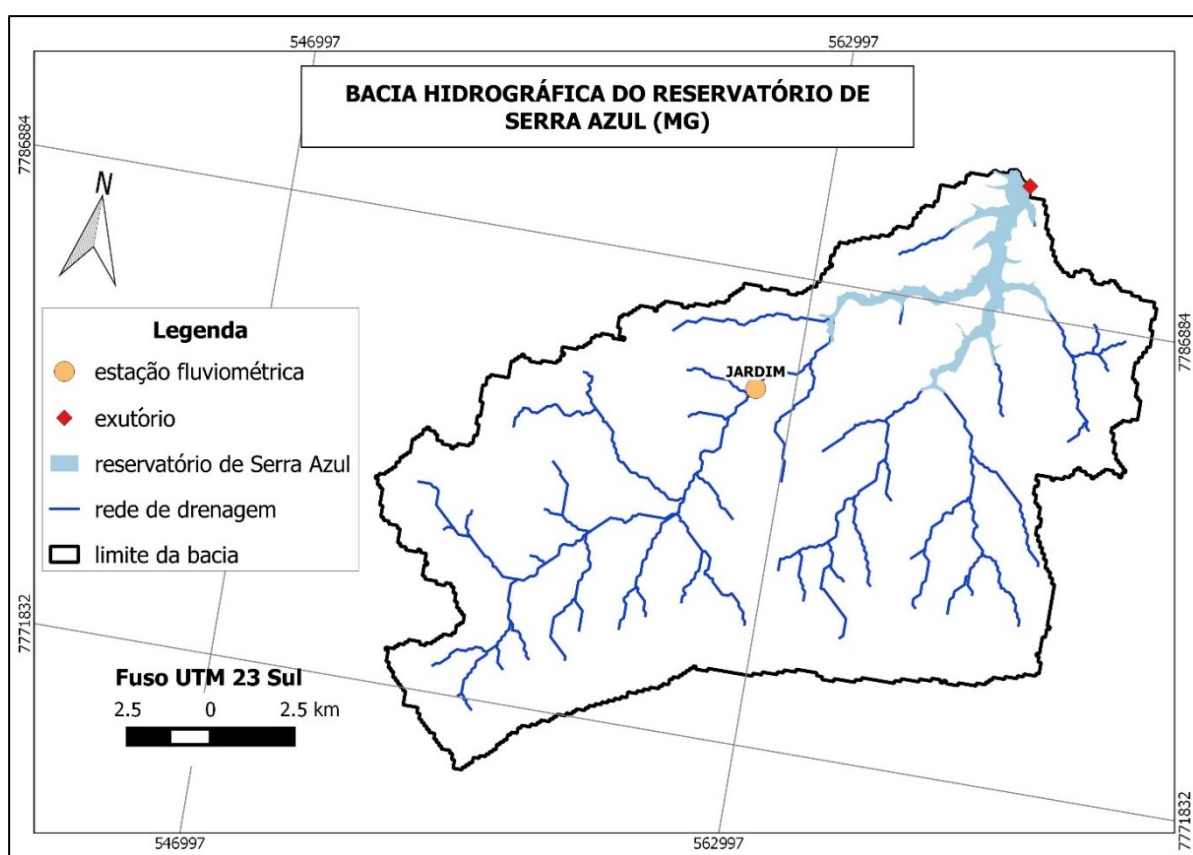 546997
562997
BACIA HIDROGRÁFICA DO RESERVATÓRIO DE
SERRA AZUL (MG)
7786884
N
Legenda
estação fluviométrica
exutório
reservatório de Serra Azul
rede de drenagem
limite da bacia
JARDIM
7786884
7771832
Fuso UTM 23 Sul
2.5 0 2.5 km
7771832
546997
562997